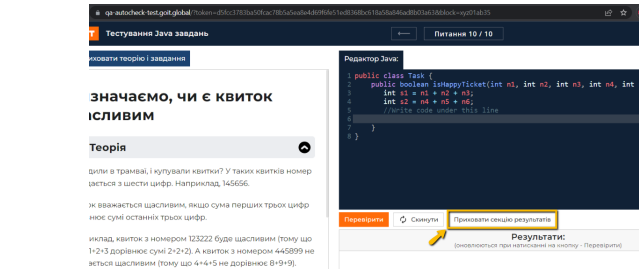 qa-autocheck-test.goit.global/?token=
Тестування Java завдань
Питання 10 / 10
иховати теорію і завдання
Редактор Java:
значаємо, чи є квиток
асливим
Теорія
дили в трамваї, і купували квитки? У таких квитків номер
дається з шести цифр. Наприклад, 145656.
ок вважається щасливим, якщо сума перших трьох цифр
нює сумі останніх трьох цифр.
иклад, квиток з номером 123222 буде щасливим (тому що
1+2+3 дорівнює сумі 2+2+2). А квиток з номером 445899 не
ається щасливим (тому що 4+4+5 не дорівнює 8+9+9).
1 public class Task {
2 public boolean isHappyTicket(int n1, int n2, int n3, int n4, int
3 int s1 = n1 + n2 + n3;
4 int s2 = n4 + n5 + n6;
5 //Write code under this line
6
7 }
8 }
Перевірити
Скинути
Приховати секцію результатів
Результати:
(оновлюються при натисканні на кнопку - Перевірити)